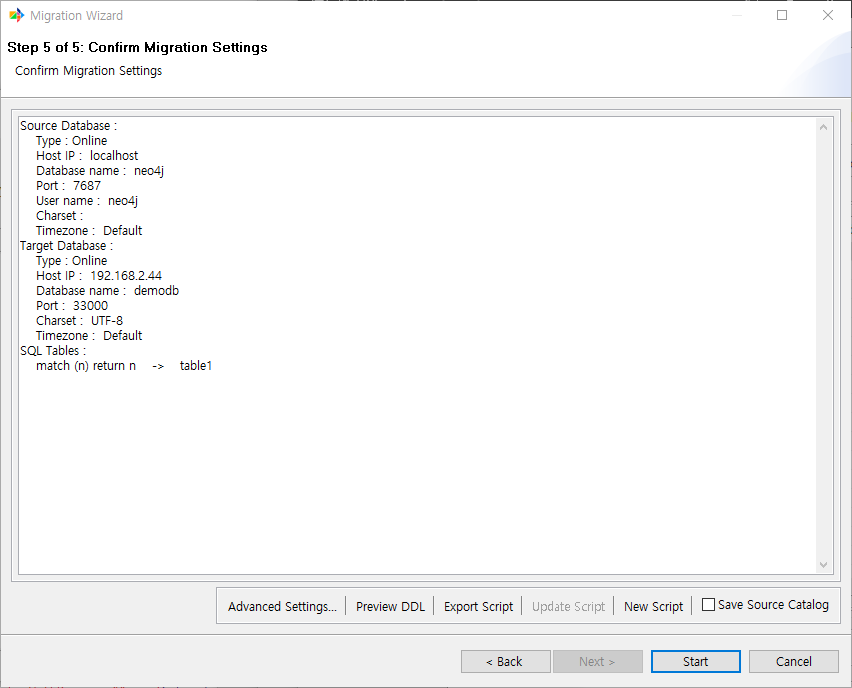 Migration Wizard
Step 5 of 5: Confirm Migration Settings
Confirm Migration Settings
Source Database :
Type : Online
Host IP :  localhost
Database name :  neo4j
Port :  7687
User name :  neo4j
Charset :
Timezone :  Default
Target Database :
Type : Online
Host IP :  192.168.2.44
Database name :  demodb
Port :  33000
Charset :  UTF-8
Timezone :  Default
SQL Tables :
match (n) return n    ->    table1
Advanced Settings... Preview DDL Export Script Update Script New Script Save Source Catalog
< Back Next > Start Cancel